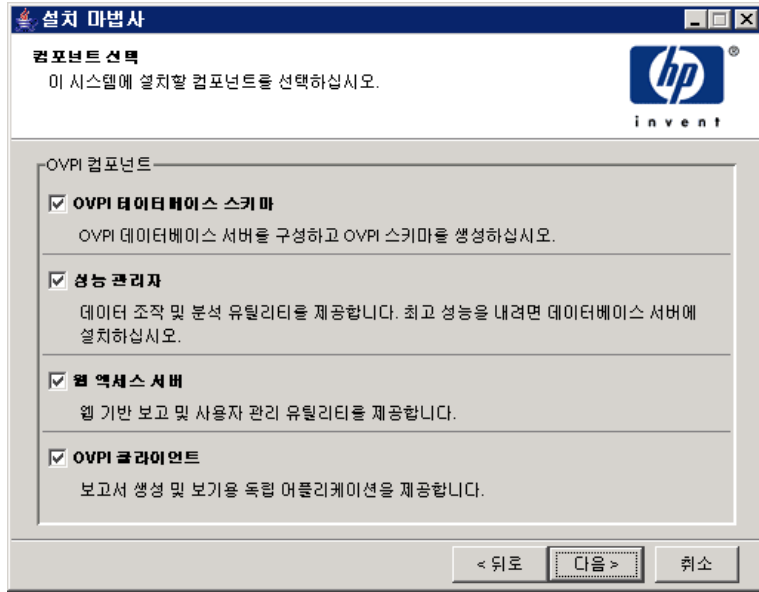 설치 마법사
컴포넌트 선택
이 시스템에 설치할 컴포넌트를 선택하십시오.
hp
®
invent
OVPI 컴포넌트
OVPI 데이터베이스 스키마
OVPI 데이터베이스 서버를 구성하고 OVPI 스키마를 생성하십시오.
성능 관리자
데이터 조작 및 분석 유틸리티를 제공합니다. 최고 성능을 내려면 데이터베이스 서버에
설치하십시오.
웹 액세스 서버
웹 기반 보고 및 사용자 관리 유틸리티를 제공합니다.
OVPI 클라이언트
보고서 생성 및 보기용 독립 어플리케이션을 제공합니다.
< 뒤로
다음 >
취소